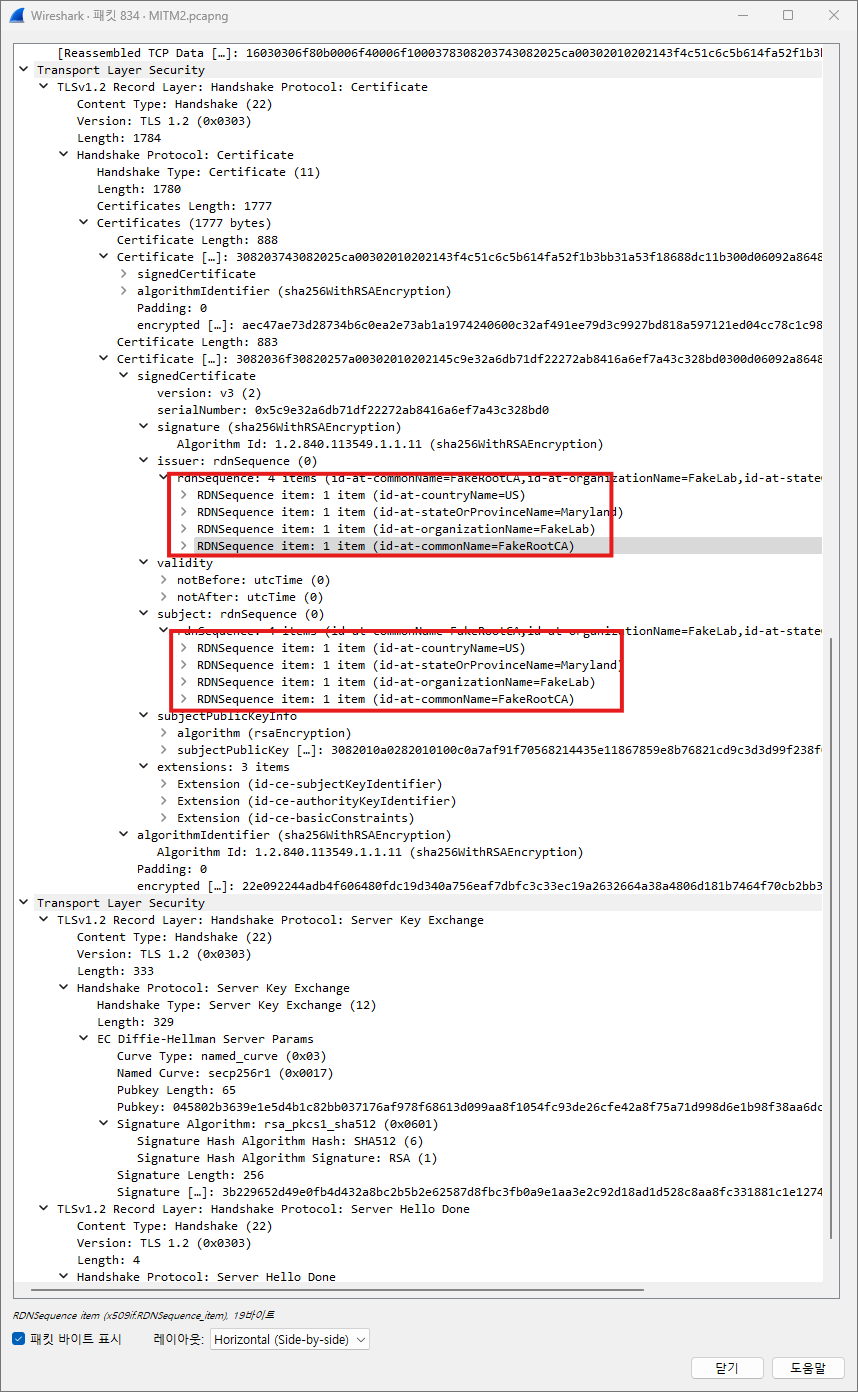 Wireshark · 패킷 834 · MITM2.pcapng
[Reassembled TCP Data […]: 16030306f80b0006f40006f1000378308203743082025ca00302010202143f4c51c6c5b614fa52f1b3b
Transport Layer Security
TLSv1.2 Record Layer: Handshake Protocol: Certificate
Content Type: Handshake (22)
Version: TLS 1.2 (0x0303)
Length: 1784
Handshake Protocol: Certificate
Handshake Type: Certificate (11)
Length: 1780
Certificates Length: 1777
Certificates (1777 bytes)
Certificate Length: 888
Certificate […]: 308203743082025ca00302010202143f4c51c6c5b614fa52f1b3bb31a53f18688dc11b300d06092a8648
signedCertificate
algorithmIdentifier (sha256WithRSAEncryption)
Padding: 0
encrypted […]: aec47ae73d28734b6c0ea2e73ab1a1974240600c32af491ee79d3c9927bd818a597121ed04cc78c1c98
Certificate Length: 883
Certificate […]: 3082036f30820257a00302010202145c9e32a6db71df22272ab8416a6ef7a43c328bd0300d06092a8648
signedCertificate
version: v3 (2)
serialNumber: 0x5c9e32a6db71df22272ab8416a6ef7a43c328bd0
signature (sha256WithRSAEncryption)
Algorithm Id: 1.2.840.113549.1.1.11 (sha256WithRSAEncryption)
issuer: rdnSequence (0)
rdnSequence: 4 items (id-at-commonName=FakeRootCA,id-at-organizationName=FakeLab,id-at-state
RDNSequence item: 1 item (id-at-countryName=US)
RDNSequence item: 1 item (id-at-stateOrProvinceName=Maryland)
RDNSequence item: 1 item (id-at-organizationName=FakeLab)
RDNSequence item: 1 item (id-at-commonName=FakeRootCA)
validity
notBefore: utcTime (0)
notAfter: utcTime (0)
subject: rdnSequence (0)
rdnSequence: 4 items (id-at-commonName=FakeRootCA,id-at-organizationName=FakeLab,id-at-state
RDNSequence item: 1 item (id-at-countryName=US)
RDNSequence item: 1 item (id-at-stateOrProvinceName=Maryland)
RDNSequence item: 1 item (id-at-organizationName=FakeLab)
RDNSequence item: 1 item (id-at-commonName=FakeRootCA)
subjectPublicKeyInfo
algorithm (rsaEncryption)
subjectPublicKey […]: 3082010a0282010100c0a7af91f70568214435e11867859e8b76821cd9c3d3d99f238f
extensions: 3 items
Extension (id-ce-subjectKeyIdentifier)
Extension (id-ce-authorityKeyIdentifier)
Extension (id-ce-basicConstraints)
algorithmIdentifier (sha256WithRSAEncryption)
Algorithm Id: 1.2.840.113549.1.1.11 (sha256WithRSAEncryption)
Padding: 0
encrypted […]: 22e092244adb4f606480fdc19d340a756eaf7dbfc3c33ec19a2632664a38a4806d181b7464f70cb2bb3
Transport Layer Security
TLSv1.2 Record Layer: Handshake Protocol: Server Key Exchange
Content Type: Handshake (22)
Version: TLS 1.2 (0x0303)
Length: 333
Handshake Protocol: Server Key Exchange
Handshake Type: Server Key Exchange (12)
Length: 329
EC Diffie-Hellman Server Params
Curve Type: named_curve (0x03)
Named Curve: secp256r1 (0x0017)
Pubkey Length: 65
Pubkey: 045802b3639e1e5d4b1c82bb037176af978f68613d099aa8f1054fc93de26cfe42a8f75a71d998d6e1b98f38aa6dc
Signature Algorithm: rsa_pkcs1_sha512 (0x0601)
Signature Hash Algorithm Hash: SHA512 (6)
Signature Hash Algorithm Signature: RSA (1)
Signature Length: 256
Signature […]: 3b229652d49e0fb4d432a8bc2b5b2e62587d8fbc3fb0a9e1aa3e2c92d18ad1d528c8aa8fc331881c1e1274
TLSv1.2 Record Layer: Handshake Protocol: Server Hello Done
Content Type: Handshake (22)
Version: TLS 1.2 (0x0303)
Length: 4
Handshake Protocol: Server Hello Done
RDNSequence item (x509if.RDNSequence_item), 19바이트
패킷 바이트 표시 레이아웃: Horizontal (Side-by-side)
닫기 도움말